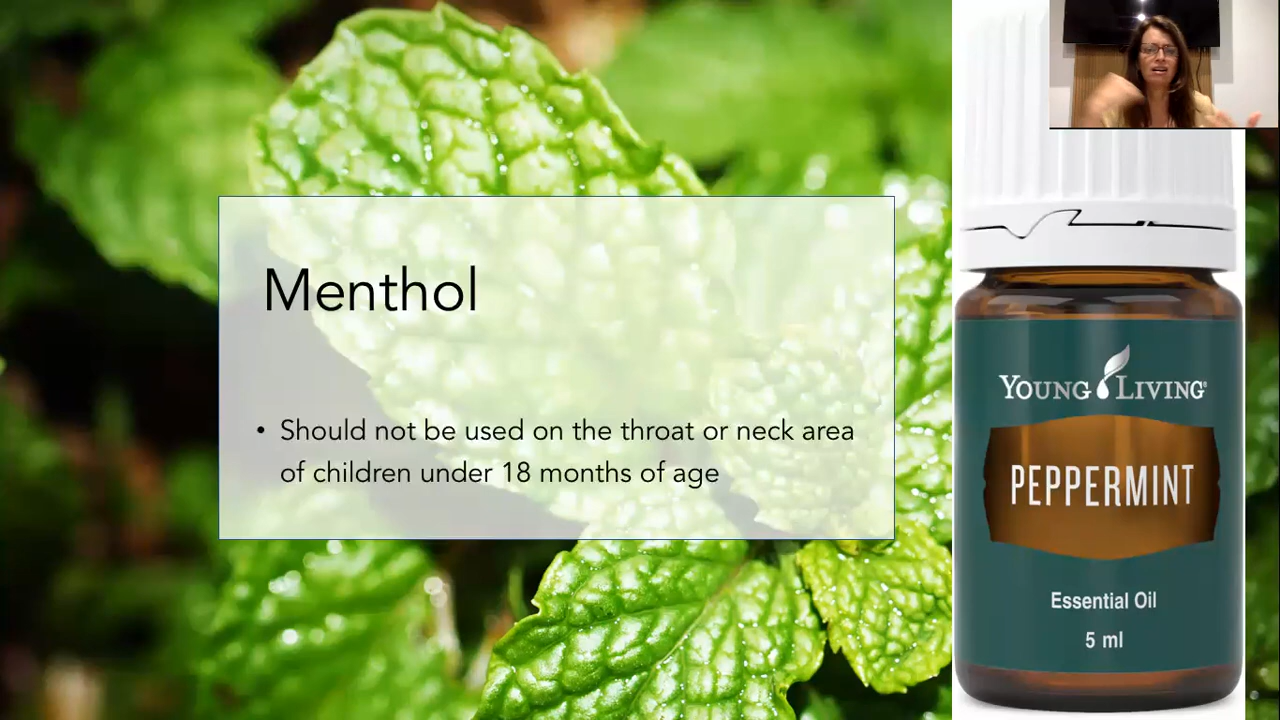 Menthol
• Should not be used on the throat or neck area
of children under 18 months of age
YOUNG LIVING®
PEPPERMINT
Essential Oil
5 ml